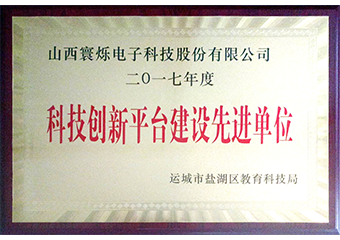 山西寰烁电子科技股份有限公司
二〇一七年度
科技创新平台建设先进单位
运城市盐湖区教育科技局